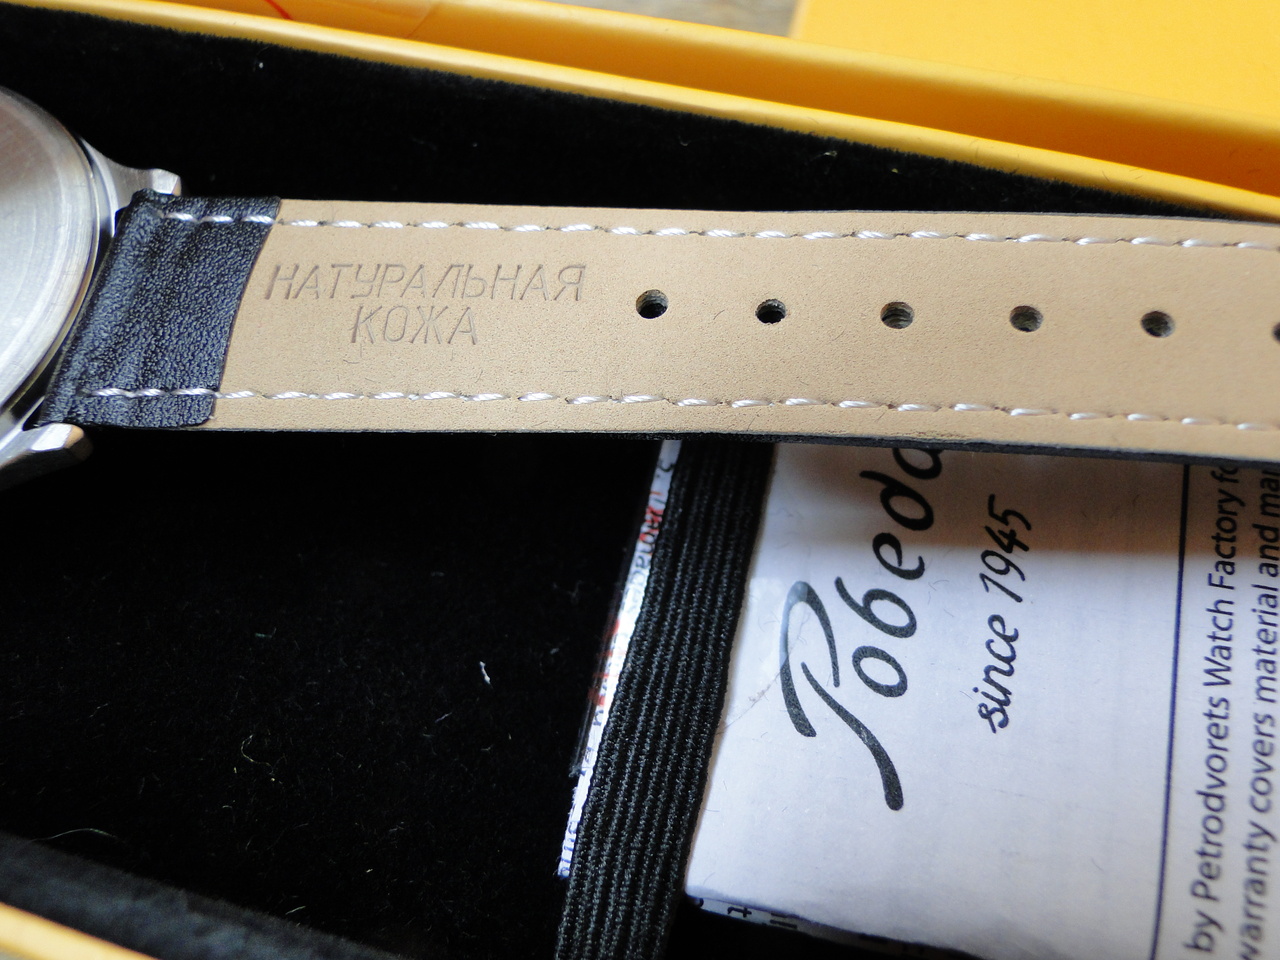 НАТУРАЛЬНАЯ
КОЖА
Pobeda
since 1945
by Petrodvorets Watch Factory
warranty covers material and